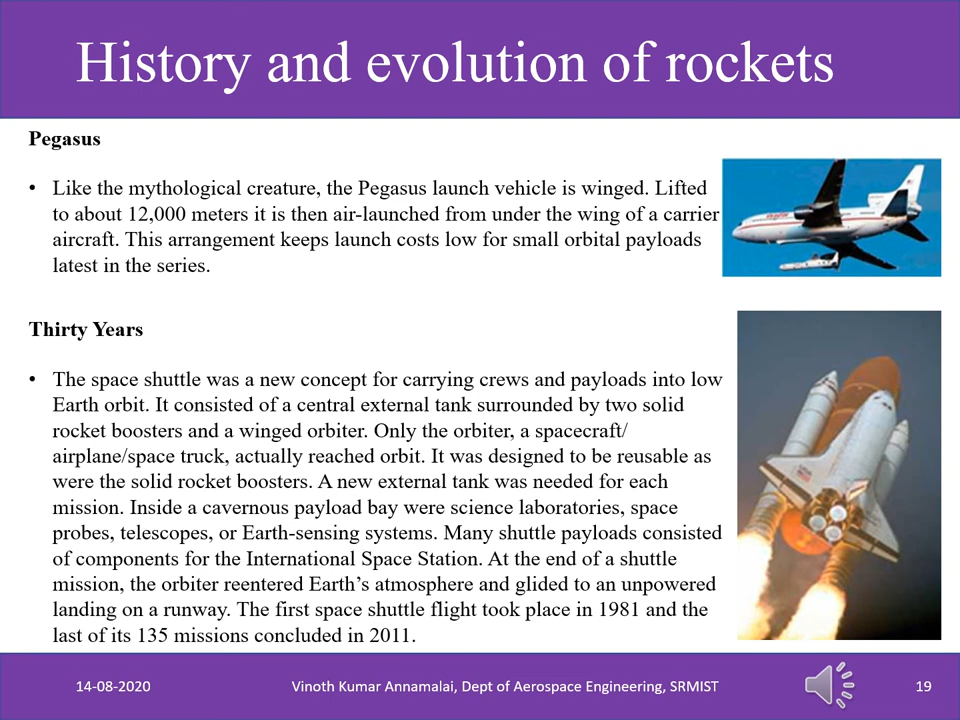 History and evolution of rockets
Pegasus
• Like the mythological creature, the Pegasus launch vehicle is winged. Lifted
to about 12,000 meters it is then air-launched from under the wing of a carrier
aircraft. This arrangement keeps launch costs low for small orbital payloads
latest in the series.
Thirty Years
• The space shuttle was a new concept for carrying crews and payloads into low
Earth orbit. It consisted of a central external tank surrounded by two solid
rocket boosters and a winged orbiter. Only the orbiter, a spacecraft/
airplane/space truck, actually reached orbit. It was designed to be reusable as
were the solid rocket boosters. A new external tank was needed for each
mission. Inside a cavernous payload bay were science laboratories, space
probes, telescopes, or Earth-sensing systems. Many shuttle payloads consisted
of components for the International Space Station. At the end of a shuttle
mission, the orbiter reentered Earth’s atmosphere and glided to an unpowered
landing on a runway. The first space shuttle flight took place in 1981 and the
last of its 135 missions concluded in 2011.
14-08-2020
Vinoth Kumar Annamalai, Dept of Aerospace Engineering, SRMIST
19